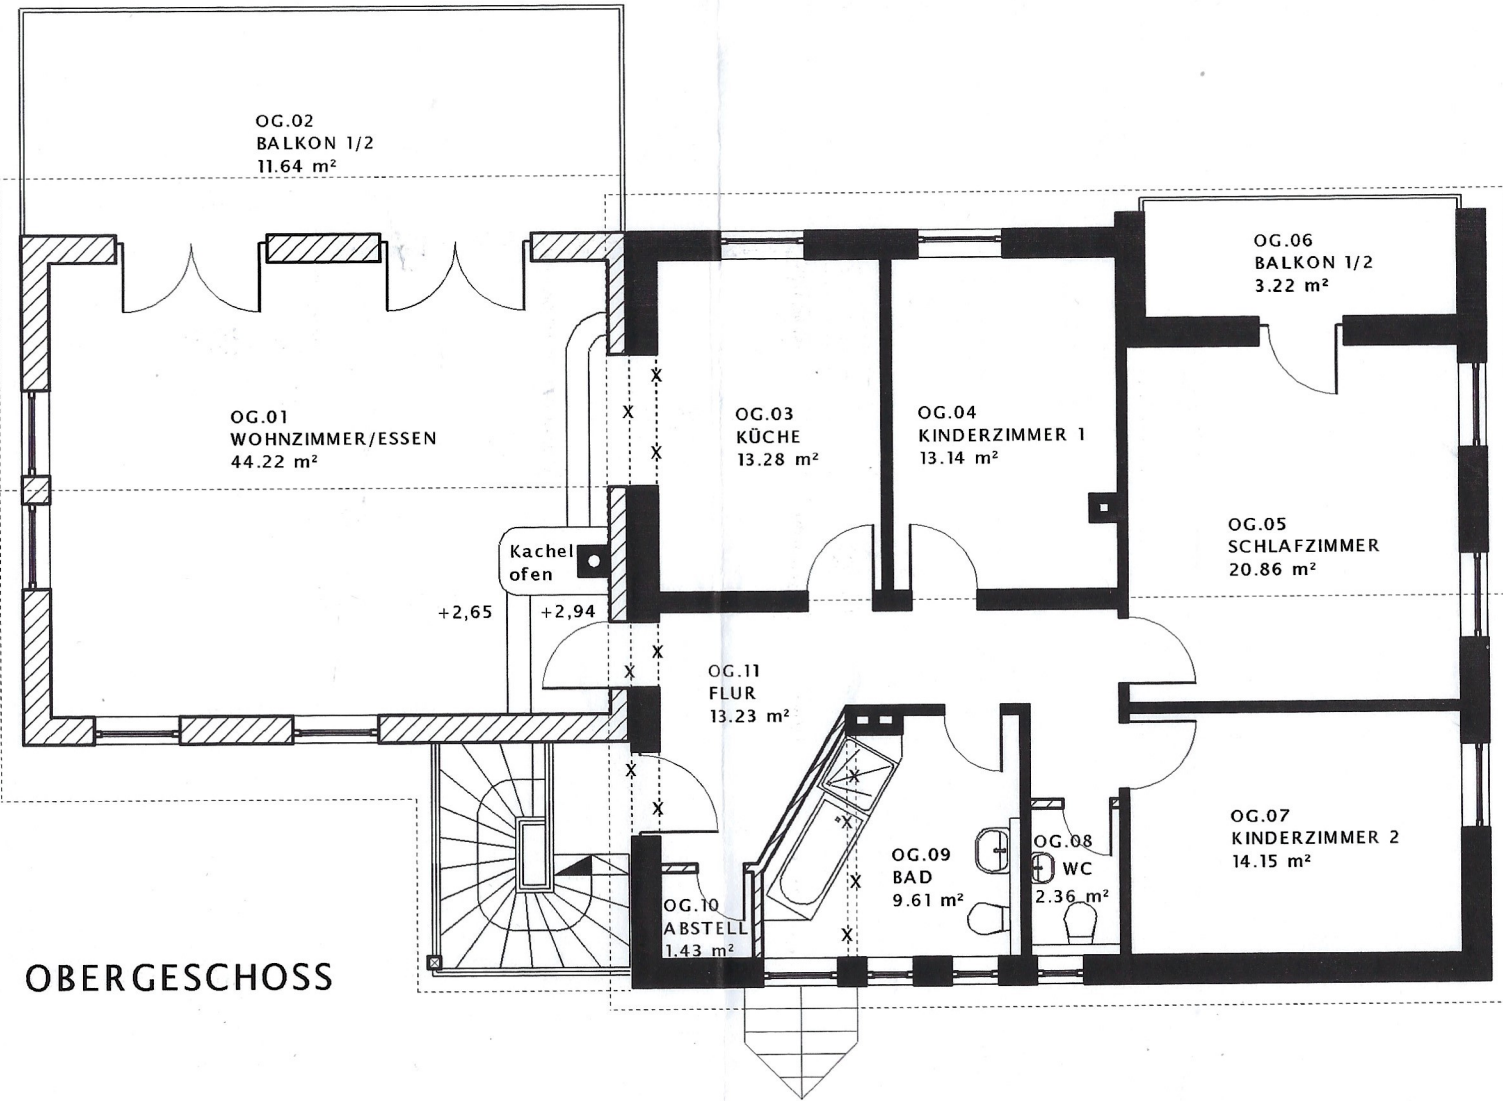 OG.02
BALKON 1/2
11.64 m²
OG.06
BALKON 1/2
3.22 m²
OG.01
WOHNZIMMER/ESSEN
44.22 m²
OG.03
KÜCHE
13.28 m²
OG.04
KINDERZIMMER 1
13.14 m²
OG.05
SCHLAFZIMMER
20.86 m²
Kachel
ofen
+2,65
+2,94
OG.11
FLUR
13.23 m²
OG.07
KINDERZIMMER 2
14.15 m²
OG.08
WC
2.36 m²
OG.09
BAD
9.61 m²
OG.10
ABSTELL
1.43 m²
OBERGESCHOSS